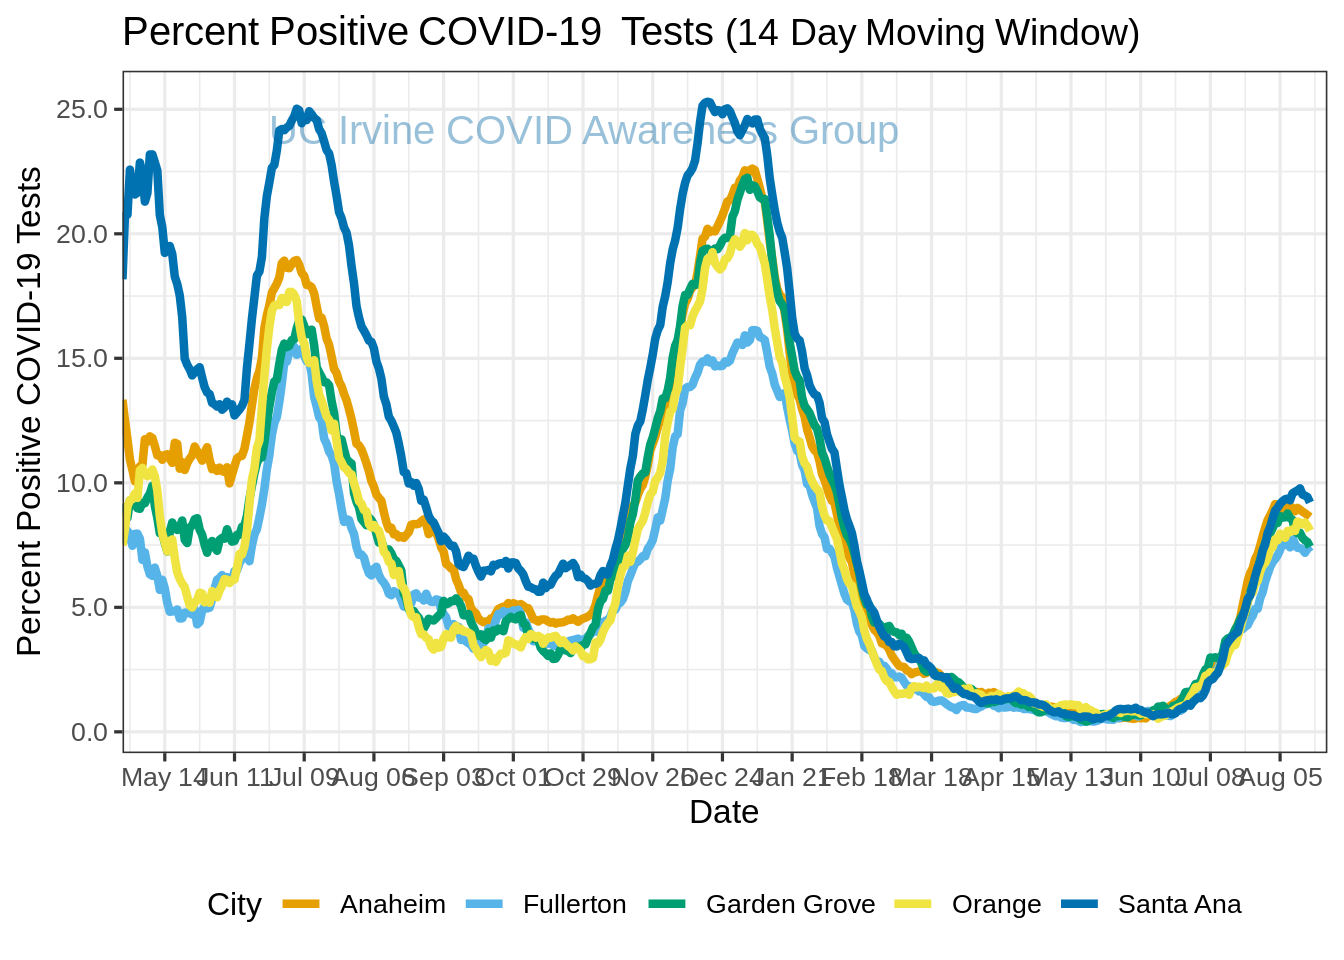 Percent Positive COVID-19 Tests (14 Day Moving Window)
UC Irvine COVID Awareness Group
Percent Positive COVID-19 Tests
25.0
20.0
15.0
10.0
5.0
0.0
May 14 Jun 11 Jul 09 Aug 06 Sep 03 Oct 01 Oct 29 Nov 26 Dec 24 Jan 21 Feb 18 Mar 18 Apr 15 May 13 Jun 10 Jul 08 Aug 05
Date
City Anaheim Fullerton Garden Grove Orange Santa Ana